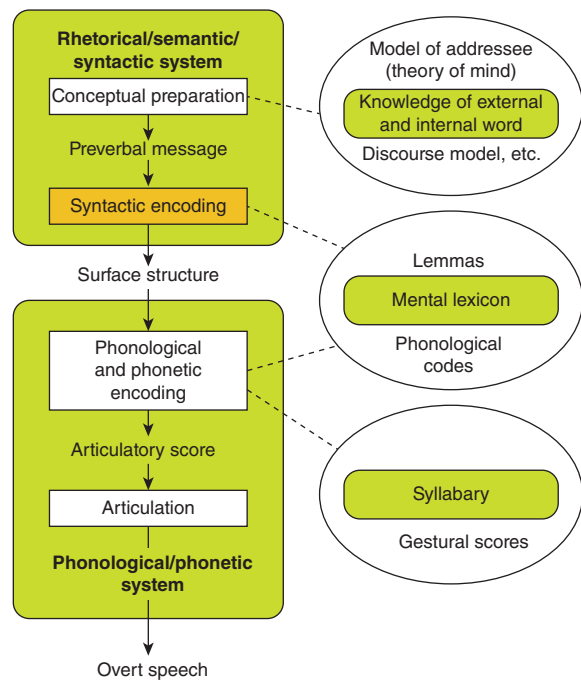 Rhetorical/semantic/
syntactic system
Conceptual preparation
Preverbal message
Syntactic encoding
Surface structure
Phonological
and phonetic
encoding
Articulatory score
Articulation
Phonological/phonetic
system
Overt speech
Model of addressee
(theory of mind)
Knowledge of external
and internal word
Discourse model, etc.
Lemmas
Mental lexicon
Phonological
codes
Syllabary
Gestural scores